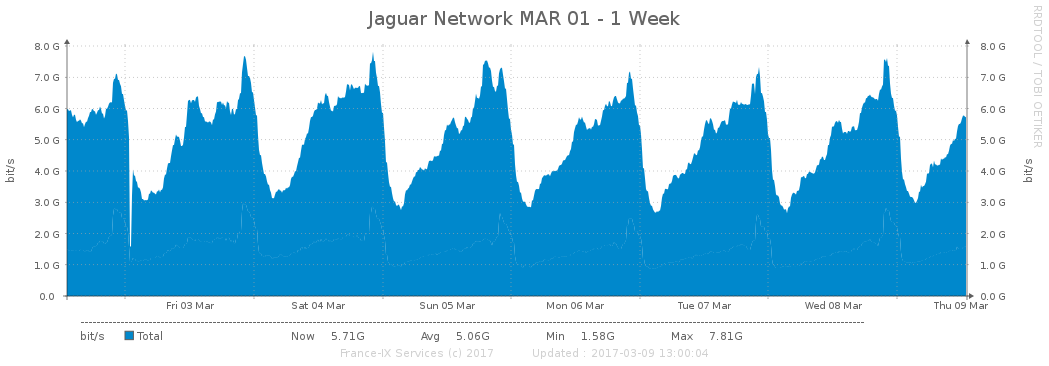 Jaguar Network MAR 01 - 1 Week
RRDTOOL / TOBI OETIKER
bit/s
8.0 G 8.0 G
7.0 G 7.0 G
6.0 G 6.0 G
5.0 G 5.0 G
4.0 G 4.0 G
3.0 G 3.0 G
2.0 G 2.0 G
1.0 G 1.0 G
0.0 0.0 G
bit/s
Fri 03 Mar Sat 04 Mar Sun 05 Mar Mon 06 Mar Tue 07 Mar Wed 08 Mar Thu 09 Mar
bit/s Total Now 5.71G Avg 5.06G Min 1.58G Max 7.81G
France-IX Services (c) 2017 Updated : 2017-03-09 13:00:04